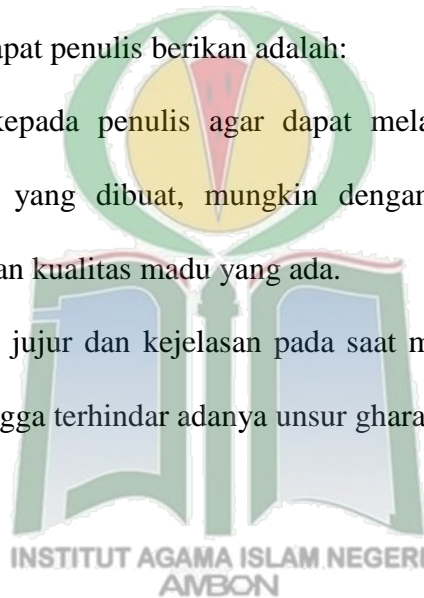 apat penulis berikan adalah:
kepada penulis agar dapat mela
yang dibuat, mungkin dengan
an kualitas madu yang ada.
jujur dan kejelasan pada saat m
ngga terhindar adanya unsur ghara
INSTITUT AGAMA ISLAM NEGERI
AMBON